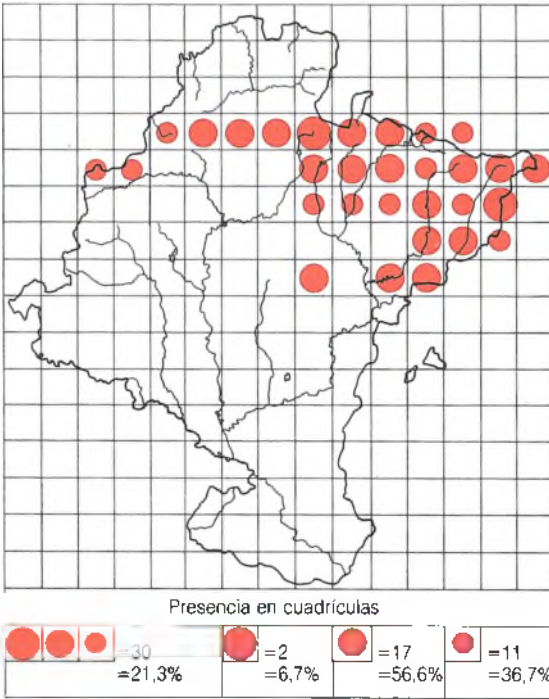 Presencia en cuadrículas
=30 =2 =17 =11
=21,3% =6,7% =56,6% =36,7%